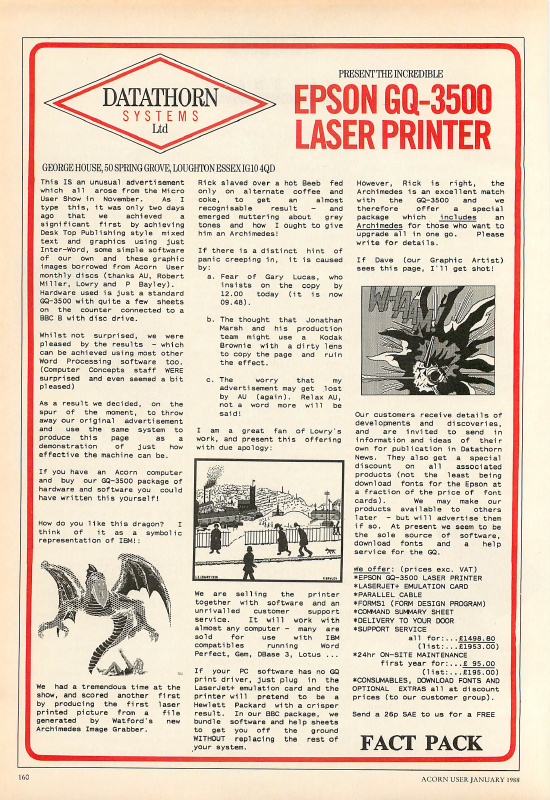 DATATHORN
SYSTEMS
Ltd
PRESENT THE INCREDIBLE
EPSON GQ-3500
LASER PRINTER
GEORGE HOUSE, 50 SPRING GROVE, LOUGHTON ESSEX IG10 4QD
This IS an unusual advertisement
which all arose from the Micro
User Show in November. As I
type this, it was only two days
ago that we achieved a
significant first by achieving
Desk Top Publishing style mixed
text and graphics using just
Inter-Word, some simple software
of our own and these graphic
images borrowed from Acorn User
monthly discs (thanks AU, Robert
Miller, Lowry and P Bayley).
Hardware used is just a standard
GQ-3500 with quite a few sheets
on the counter connected to a
BBC B with disc drive.
Whilst not surprised, we were
pleased by the results - which
can be achieved using most other
Word Processing software too.
(Computer Concepts staff WERE
surprised and even seemed a bit
pleased)
As a result we decided, on the
spur of the moment, to throw
away our original advertisement
and use the same system to
produce this page as a
demonstration of just how
effective the machine can be.
If you have an Acorn computer
and buy our GQ-3500 package of
hardware and software you could
have written this yourself!
How do you like this dragon? I
think of it as a symbolic
representation of IBM!:
We had a tremendous time at the
show, and scored another first
by producing the first laser
printed picture from a file
generated by Watford's new
Archimedes Image Grabber.
Rick slaved over a hot Beeb fed
only on alternate coffee and
coke, to get an almost
recognisable result - and
emerged muttering about grey
tones and how I ought to give
him an Archimedes!
If there is a distinct hint of
panic creeping in, it is caused
by:
a. Fear of Gary Lucas, who
insists on the copy by
12.00 today (it is now
09.48).
b. The thought that Jonathan
Marsh and his production
team might use a Kodak
Brownie with a dirty lens
to copy the page and ruin
the effect.
c. The worry that my
advertisement may get lost
by AU (again). Relax AU,
not a word more will be
said!
I am a great fan of Lowry's
work, and present this offering
with due apology:
We are selling the printer
together with software and an
unrivalled customer support
service. It will work with
almost any computer - many are
sold for use with IBM
compatibles running Word
Perfect, Gem, DBase 3, Lotus ...
If your PC software has no GQ
print driver, just plug in the
LaserJet+ emulation card and the
printer will pretend to be a
Hewlett Packard with a crisper
result. In our BBC package, we
bundle software and help sheets
to get you off the ground
WITHOUT replacing the rest of
your system.
However, Rick is right, the
Archimedes is an excellent match
with the GQ-3500 and we
therefore offer a special
package which includes an
Archimedes for those who want to
upgrade all in one go. Please
write for details.
If Dave (our Graphic Artist)
sees this page, I'll get shot!
Our customers receive details of
developments and discoveries,
and are invited to send in
information and ideas of their
own for publication in Datathorn
News. They also get a special
discount on all associated
products (not the least being
download fonts for the Epson at
a fraction of the price of font
cards). We may make our
products available to others
later - but will advertise them
if so. At present we seem to be
the sole source of software,
download fonts and a help
service for the GQ.
We offer: (prices exc. VAT)
*EPSON GQ-3500 LASER PRINTER
*LASERJET+ EMULATION CARD
*PARALLEL CABLE
*FORMS1 (FORM DESIGN PROGRAM)
*COMMAND SUMMARY SHEET
*DELIVERY TO YOUR DOOR
*SUPPORT SERVICE
all for:...£1498.80
(list:...£1953.00)
*24hr ON-SITE MAINTENANCE
first year for:...£ 95.00
(list:...£195.00)
*CONSUMABLES, DOWNLOAD FONTS AND
OPTIONAL EXTRAS all at discount
prices (to our customer group).
Send a 26p SAE to us for a FREE
FACT PACK
160
ACORN USER JANUARY 1988